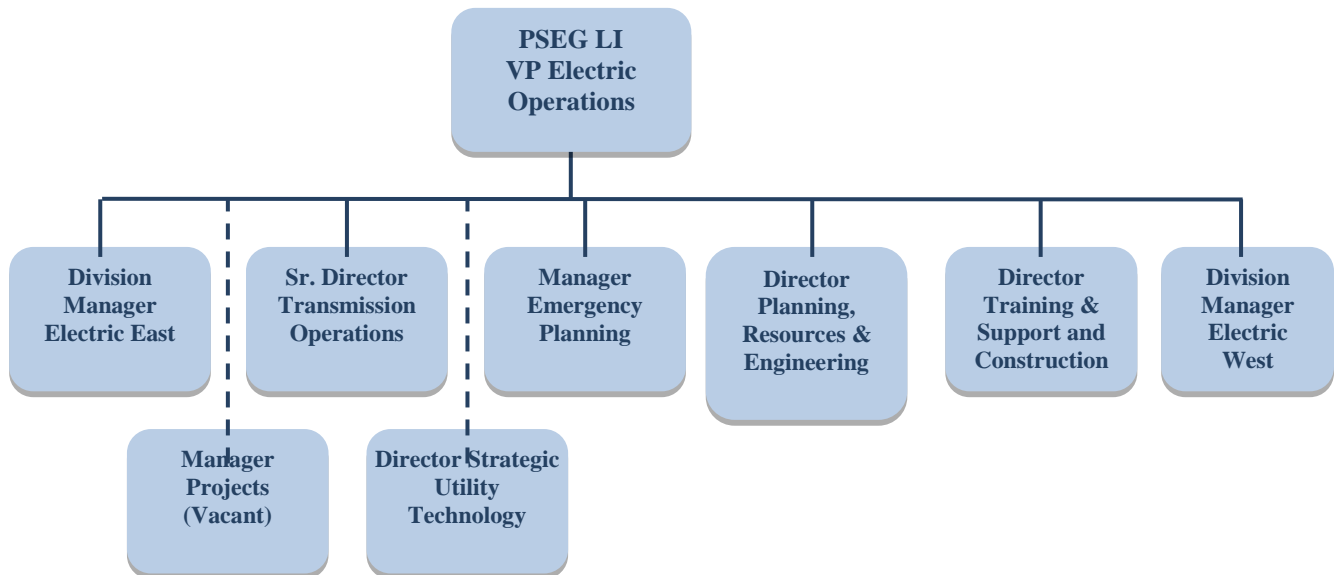 PSEG LI
VP Electric
Operations
Division
Manager
Electric East
Sr. Director
Transmission
Operations
Manager
Emergency
Planning
Director
Planning,
Resources &
Engineering
Director
Training &
Support and
Construction
Division
Manager
Electric
West
Manager
Projects
(Vacant)
Director Strategic
Utility
Technology